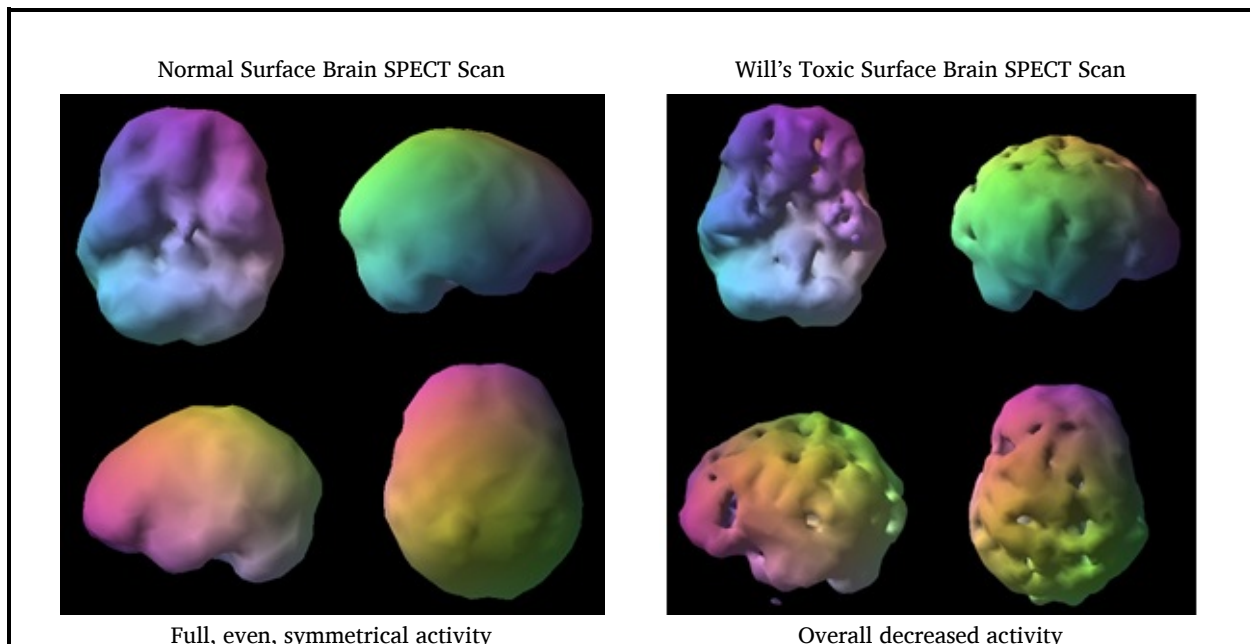 Normal Surface Brain SPECT Scan
Will’s Toxic Surface Brain SPECT Scan
Full, even, symmetrical activity
Overall decreased activity